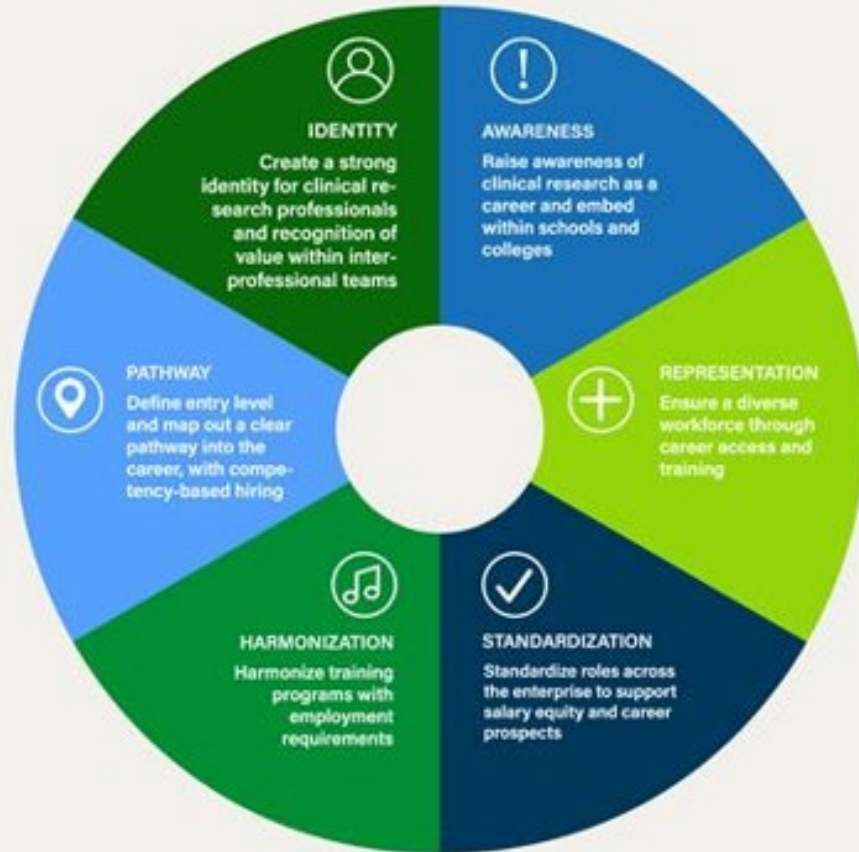 IDENTITY
Create a strong
identity for clinical re-
search professionals
and recognition of
value within inter-
professional teams
AWARENESS
Raise awareness of
clinical research as a
career and embed
within schools and
colleges
PATHWAY
Define entry level
and map out a clear
pathway into the
career, with compe-
tency-based hiring
REPRESENTATION
Ensure a diverse
workforce through
career access and
training
HARMONIZATION
Harmonize training
programs with
employment
requirements
STANDARDIZATION
Standardize roles across
the enterprise to support
salary equity and career
prospects